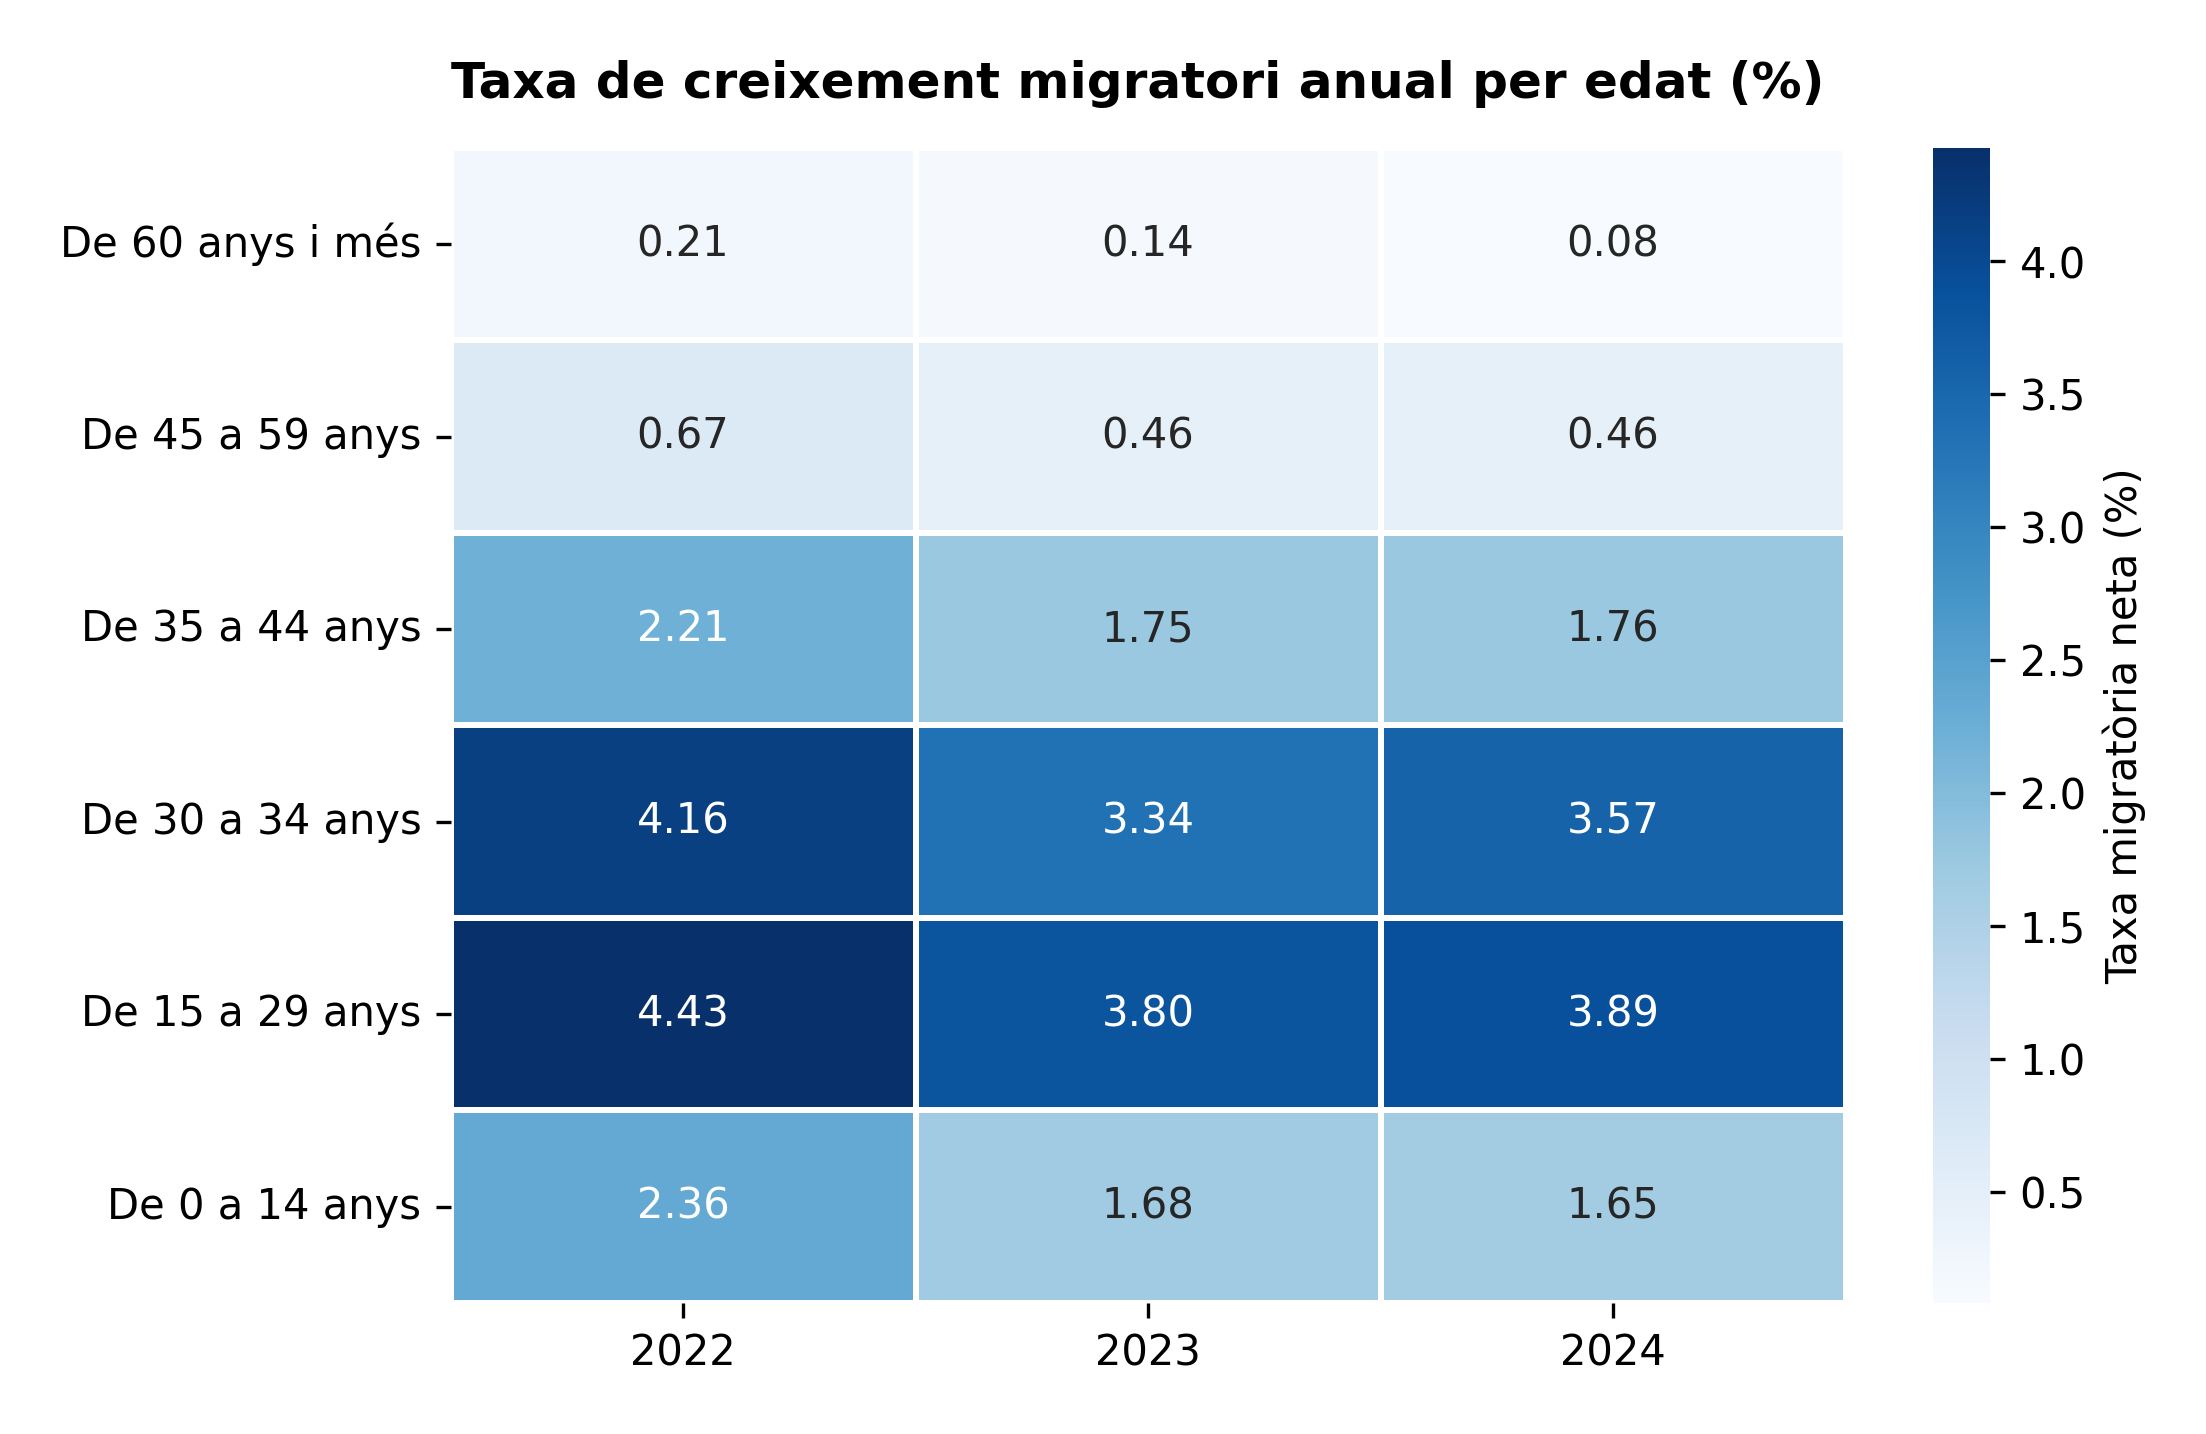 Taxa de creixement migratori anual per edat (%)
De 60 anys i més 0.21 0.14 0.08
De 45 a 59 anys 0.67 0.46 0.46
De 35 a 44 anys 2.21 1.75 1.76
De 30 a 34 anys 4.16 3.34 3.57
De 15 a 29 anys 4.43 3.80 3.89
De 0 a 14 anys 2.36 1.68 1.65
2022 2023 2024
4.0
3.5
3.0
2.5
2.0
1.5
1.0
0.5
Taxa migratòria neta (%)